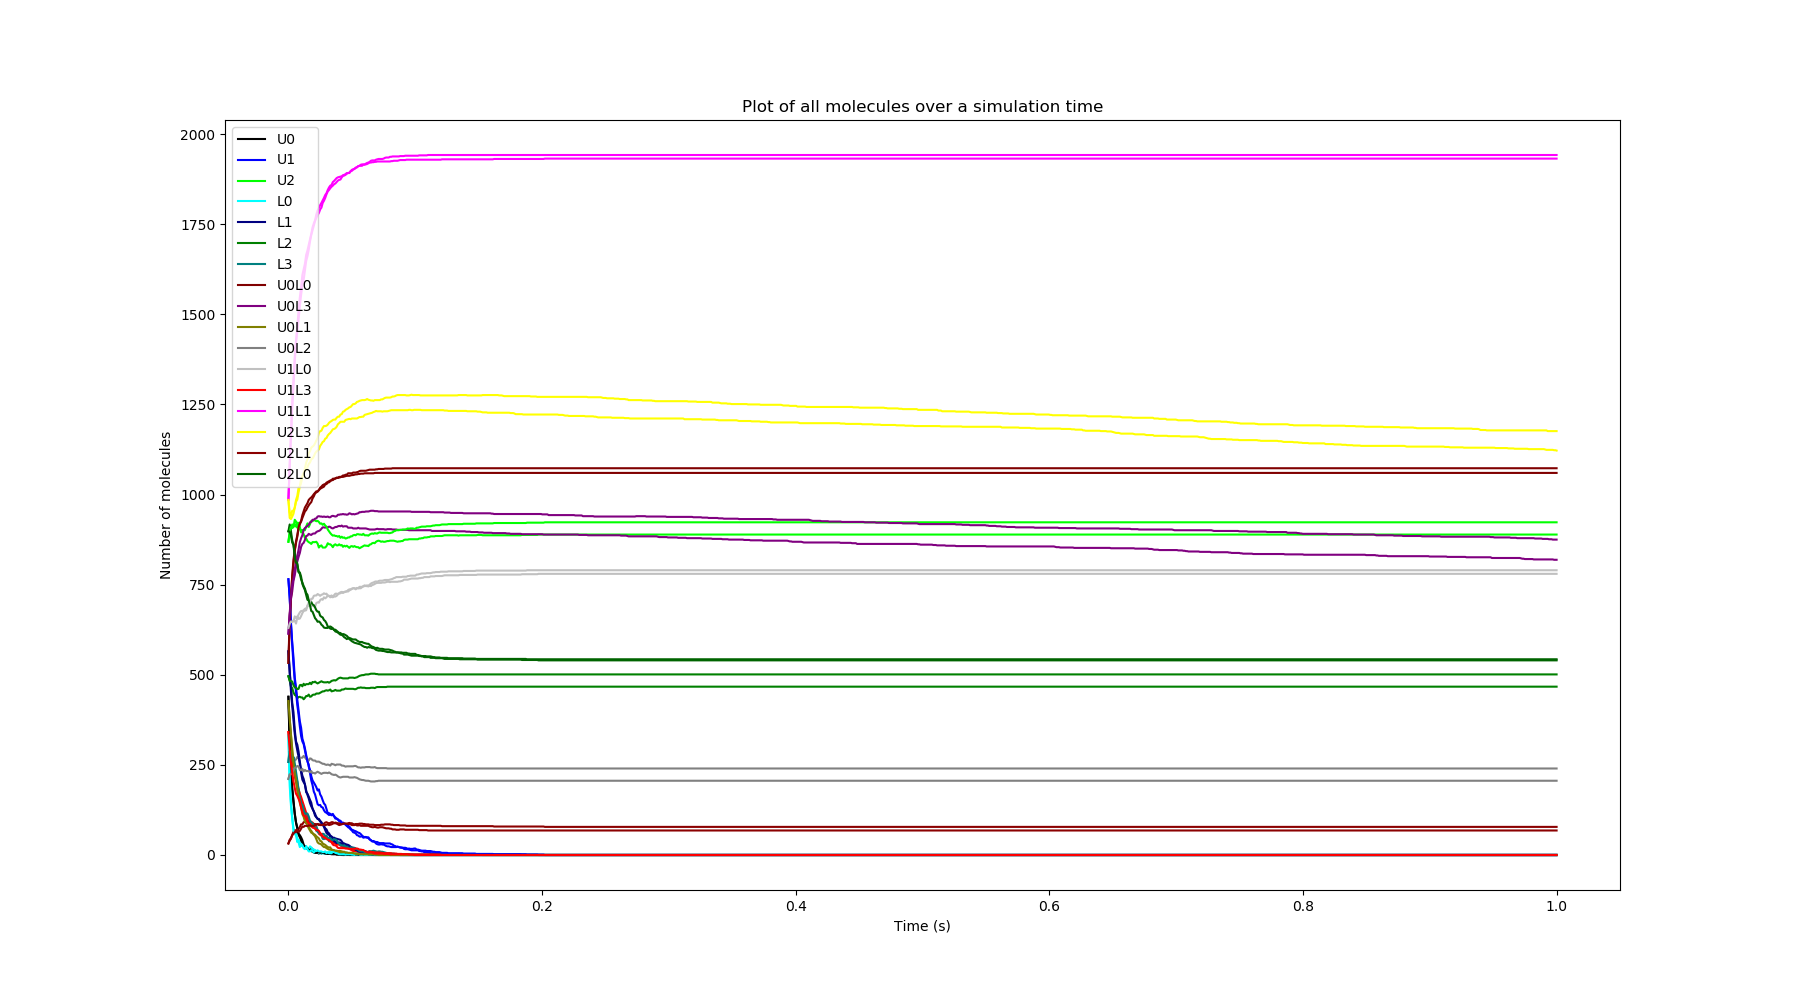 Plot of all molecules over a simulation time
2000
1750
1500
1250
1000
750
500
250
0
Number of molecules
U0
U1
U2
L0
L1
L2
L3
U0L0
U0L3
U0L1
U0L2
U1L0
U1L3
U1L1
U2L3
U2L1
U2L0
0.0 0.2 0.4 0.6 0.8 1.0
Time (s)